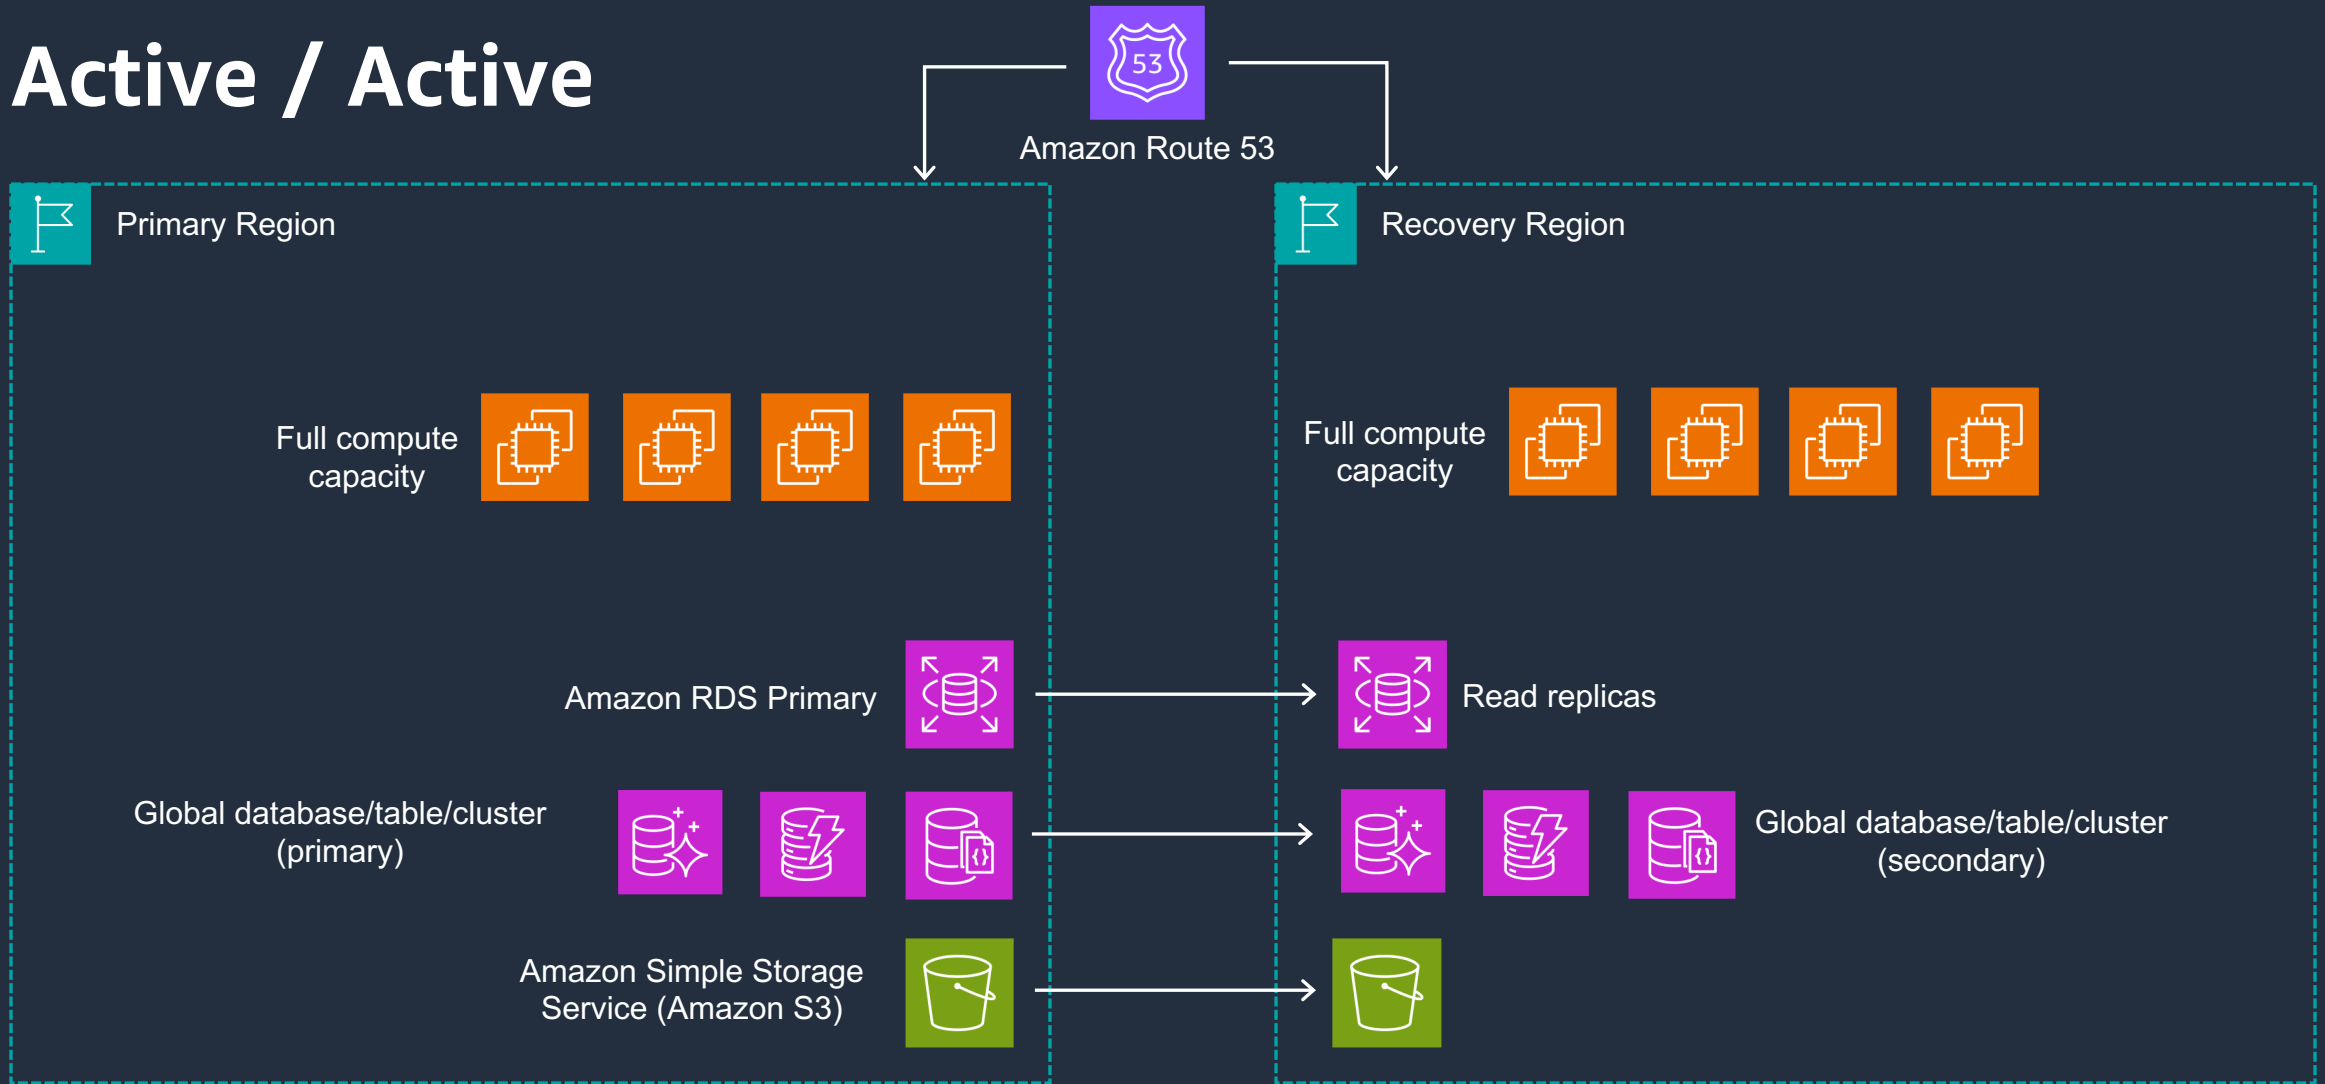 Active / Active
53
Amazon Route 53
Primary Region
Recovery Region
Full compute
capacity
Full compute
capacity
Amazon RDS Primary
Read replicas
Global database/table/cluster
(primary)
{}
{}
Global database/table/cluster
(secondary)
Amazon Simple Storage
Service (Amazon S3)